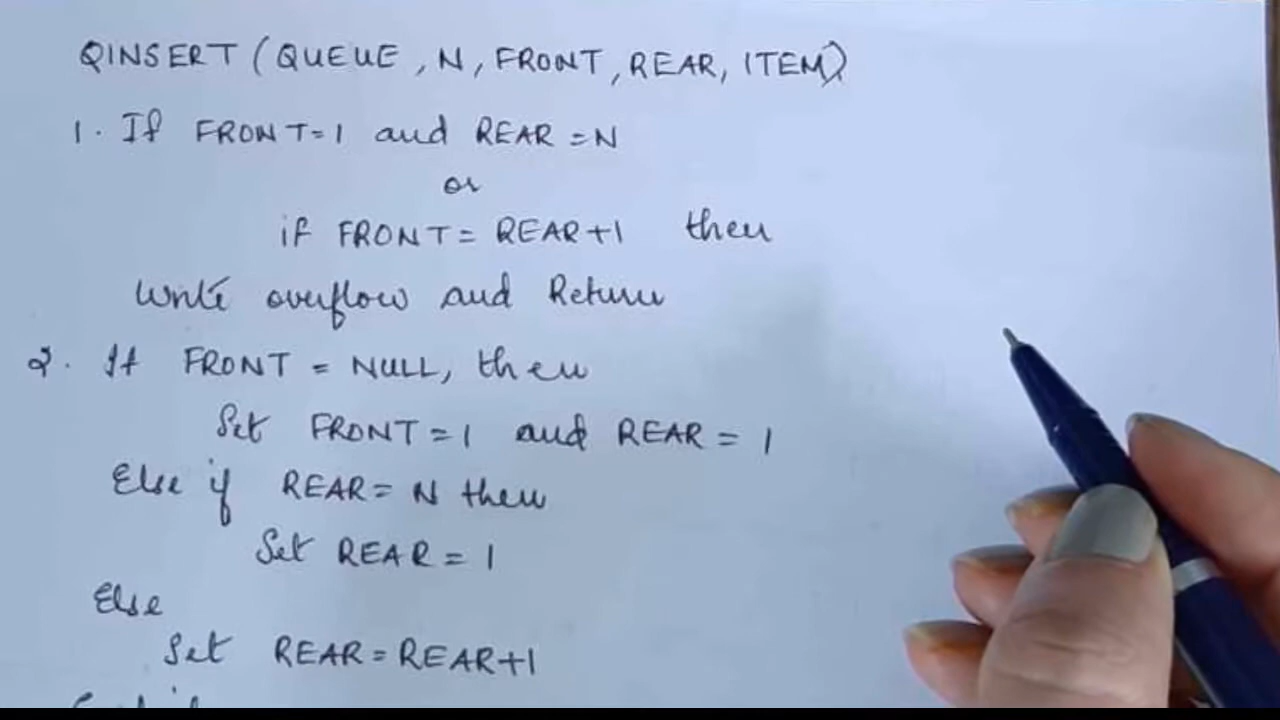 QINSERT (QUEUE, N, FRONT, REAR, ITEM)
1. If FRONT=1 and REAR=N
or
if FRONT= REAR+1 then
Write overflow and Return
2. If FRONT = NULL, then
Set FRONT=1 and REAR = 1
Else if REAR= N then
Set REAR = 1
Else
Set REAR=REAR+1